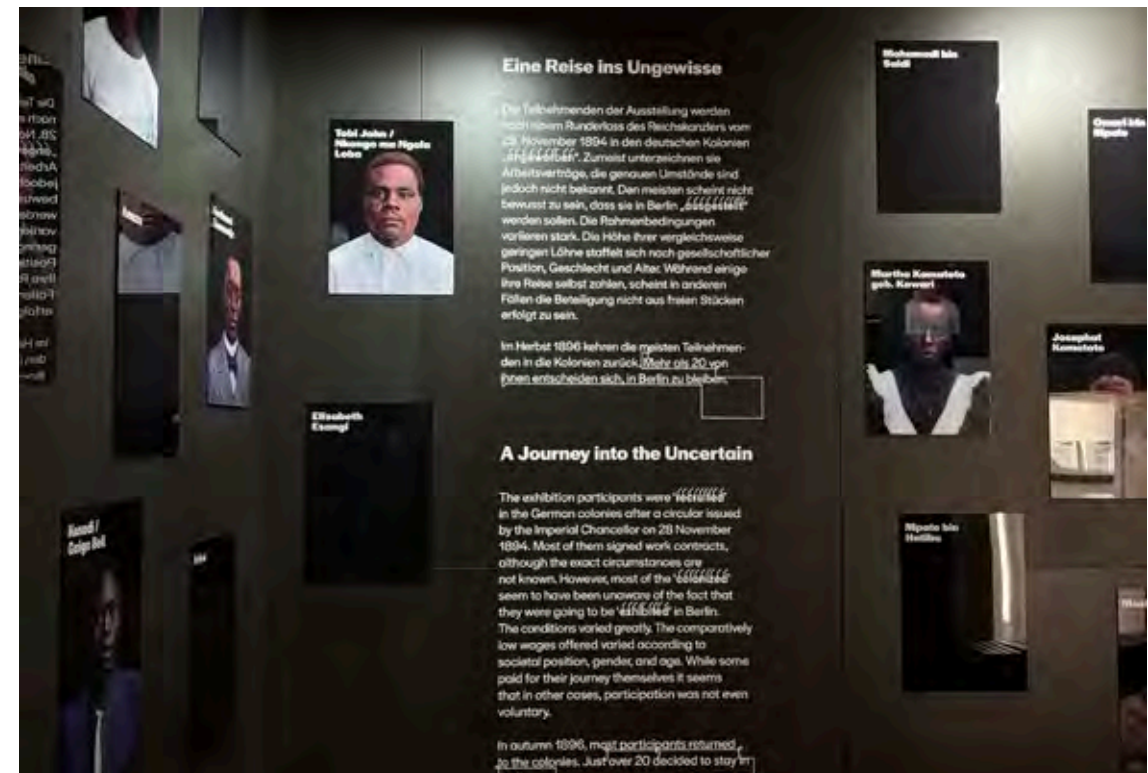 Eine Reise ins Ungewisse
Die Teilnehmenden der Ausstellung werden
nach einem Runderlass des Reichskanzlers vom
28. November 1894 in den deutschen Kolonien
„angeworben“. Zumeist unterzeichnen sie
Arbeitsverträge, die genauen Umstände sind
jedoch nicht bekannt. Den meisten scheint nicht
bewusst zu sein, dass sie in Berlin „ausgestellt“
werden sollen. Die Rahmenbedingungen
variieren stark. Die Höhe ihrer vergleichsweise
geringen Löhne staffelt sich nach gesellschaftlicher
Position, Geschlecht und Alter. Während einige
ihre Reise selbst zahlen, scheint in anderen
Fällen die Beteiligung nicht aus freien Stücken
erfolgt zu sein.
Im Herbst 1896 kehren die meisten Teilnehmen-
den in die Kolonien zurück. Mehr als 20 von
ihnen entscheiden sich, in Berlin zu bleiben.
A Journey into the Uncertain
The exhibition participants were ‘recruited’
in the German colonies after a circular issued
by the Imperial Chancellor on 28 November
1894. Most of them signed work contracts,
although the exact circumstances are
not known. However, most of the ‘colonized’
seem to have been unaware of the fact that
they were going to be ‘exhibited’ in Berlin.
The conditions varied greatly. The comparatively
low wages offered varied according to
societal position, gender, and age. While some
paid for their journey themselves it seems
that in other cases, participation was not even
voluntary.
In autumn 1896, most participants returned
to the colonies. Just over 20 decided to stay in
Tobi John /
Nkongo ma Ngalo
Lobo
Elisabeth
Esangi
Bell
Mohamadi bin
Saidi
Omari bin
Martha Kamatoto
geb. Kaweri
Josaphat
Kamatoto
Mpate bin